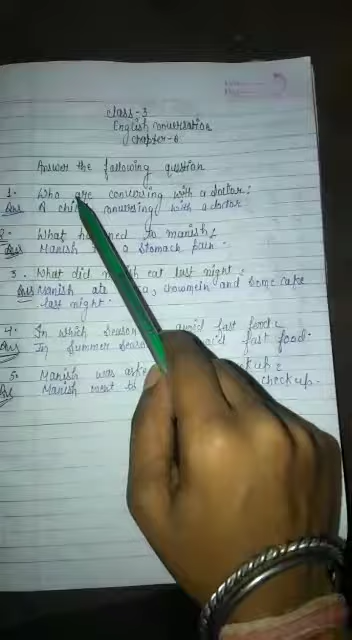 class-3
English conversation
chapter-6
Answer the following question
1. Who are conversing with a doctor?
Ans A conversing with a doctor
2. What to manish?
Ans Manish a stomach pain.
3. What did eat last night?
Ans Manish ate chowmein and some cake
last night.
4. In which season avoid fast food?
Ans In summer fast food.
5. Manish was
Ans Manish went to checkup.